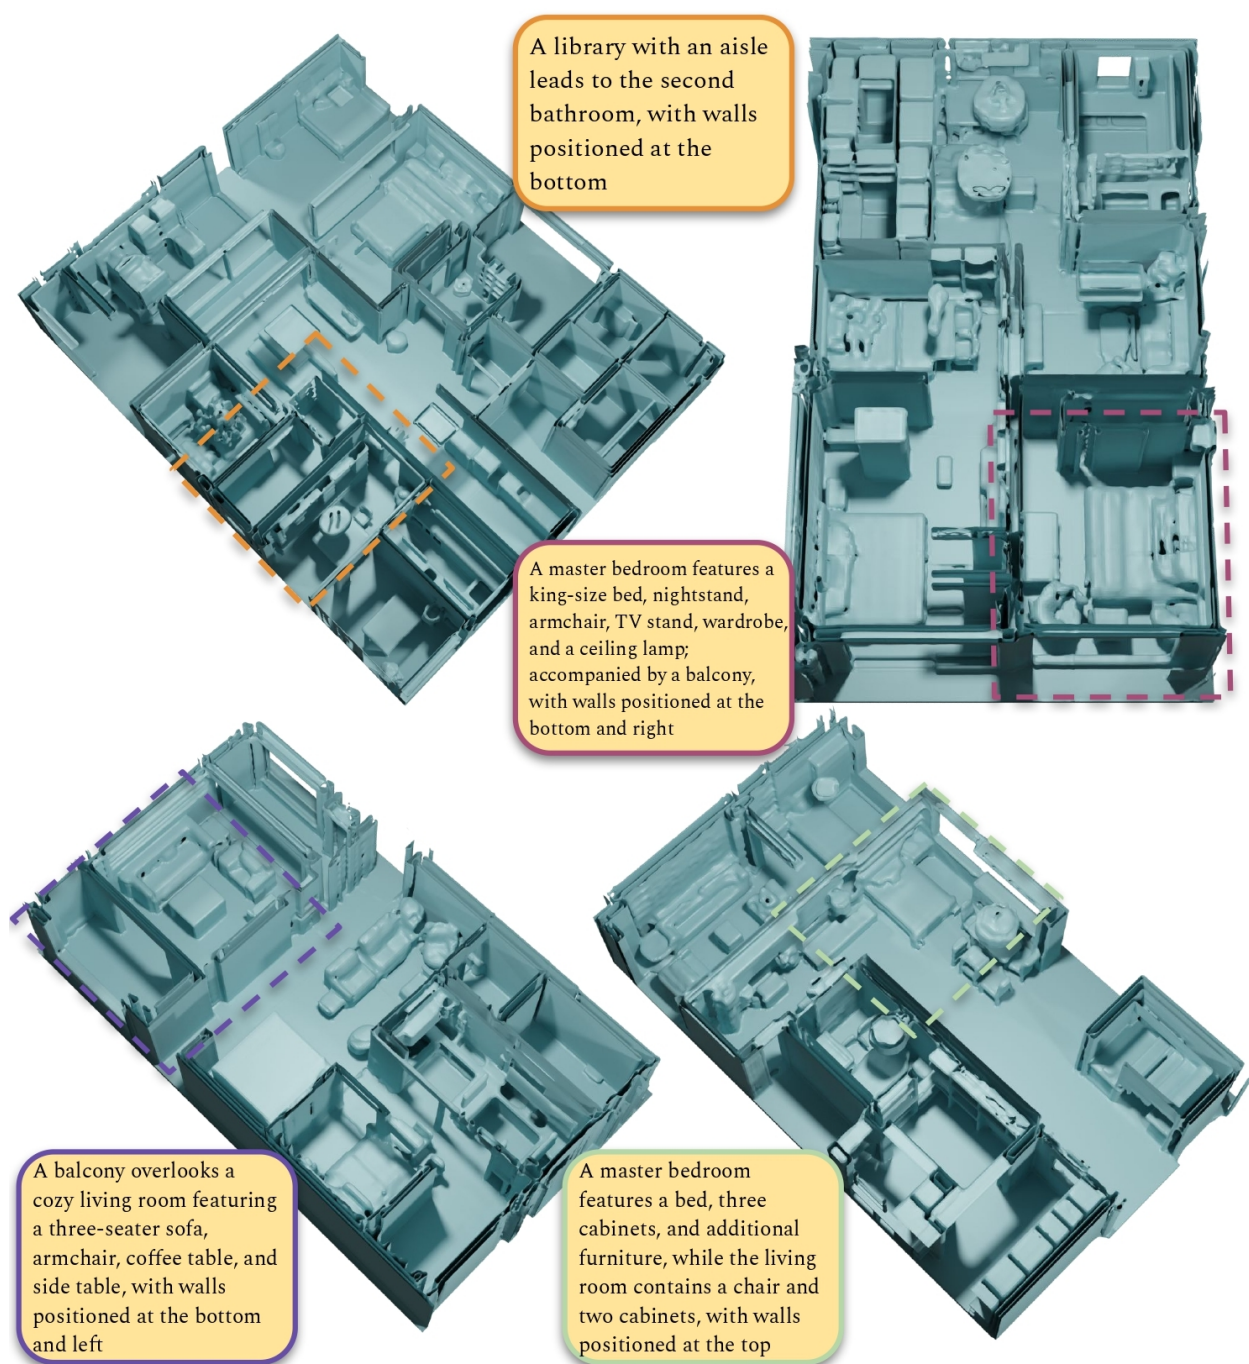 A library with an aisle
leads to the second
bathroom, with walls
positioned at the
bottom
A master bedroom features a
king-size bed, nightstand,
armchair, TV stand, wardrobe,
and a ceiling lamp;
accompanied by a balcony,
with walls positioned at the
bottom and right
A balcony overlooks a
cozy living room featuring
a three-seater sofa,
armchair, coffee table, and
side table, with walls
positioned at the bottom
and left
A master bedroom
features a bed, three
cabinets, and additional
furniture, while the living
room contains a chair and
two cabinets, with walls
positioned at the top